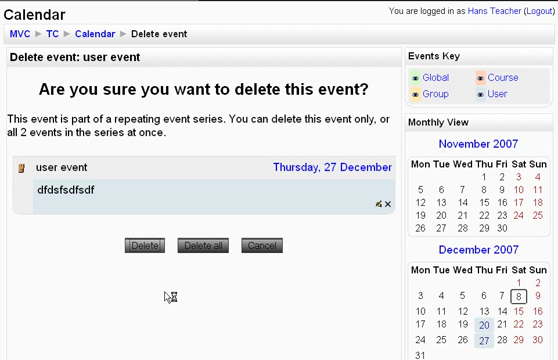 Calendar
You are logged in as Hans Teacher (Logout)
MVC ► TC ► Calendar ► Delete event
Delete event: user event
Are you sure you want to delete this event?
This event is part of a repeating event series. You can delete this event only, or
all 2 events in the series at once.
user event Thursday, 27 December
dfdsfsdfsdf
Delete Delete all Cancel
Events Key
Global Course
Group User
Monthly View
November 2007
Mon Tue Wed Thu Fri Sat Sun
1 2 3 4
5 6 7 8 9 10 11
12 13 14 15 16 17 18
19 20 21 22 23 24 25
26 27 28 29 30
December 2007
Mon Tue Wed Thu Fri Sat Sun
1 2
3 4 5 6 7 8 9
10 11 12 13 14 15 16
17 18 19 20 21 22 23
24 25 26 27 28 29 30
31